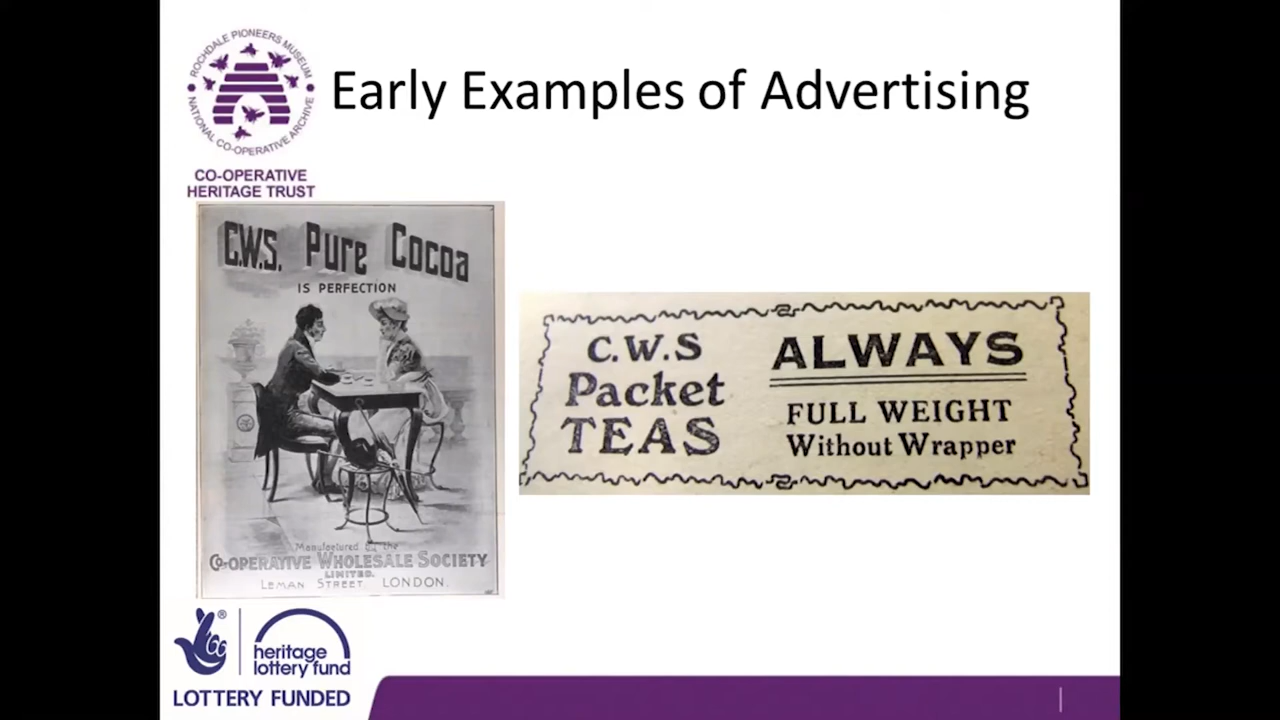 ROCHDALE PIONEERS MUSEUM
NATIONAL CO-OPERATIVE ARCHIVE
CO-OPERATIVE
HERITAGE TRUST
Early Examples of Advertising
C.W.S. Pure Cocoa
IS PERFECTION
Manufactured by the
CO-OPERATIVE WHOLESALE SOCIETY
LIMITED.
LEMAN STREET, LONDON.
C.W.S
Packet
TEAS
ALWAYS
FULL WEIGHT
Without Wrapper
®
heritage
lottery fund
LOTTERY FUNDED